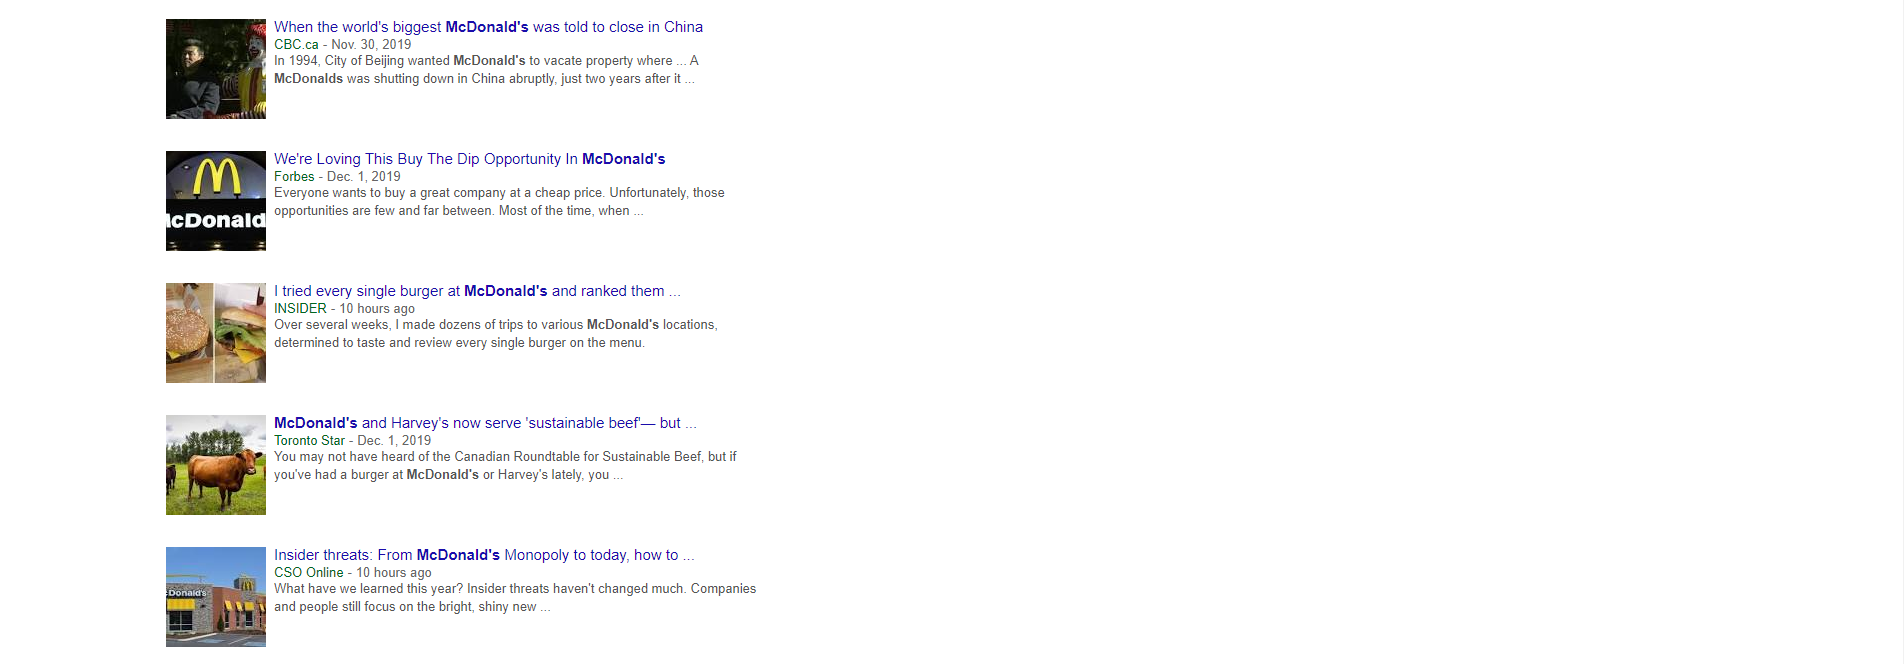 When the world's biggest McDonald's was told to close in China
CBC.ca - Nov. 30, 2019
In 1994, City of Beijing wanted McDonald's to vacate property where ... A
McDonalds was shutting down in China abruptly, just two years after it ...
We're Loving This Buy The Dip Opportunity In McDonald's
Forbes - Dec. 1, 2019
Everyone wants to buy a great company at a cheap price. Unfortunately, those
opportunities are few and far between. Most of the time, when ...
cDonald
I tried every single burger at McDonald's and ranked them ...
INSIDER - 10 hours ago
Over several weeks, I made dozens of trips to various McDonald's locations,
determined to taste and review every single burger on the menu.
McDonald's and Harvey's now serve 'sustainable beef'— but ...
Toronto Star - Dec. 1, 2019
You may not have heard of the Canadian Roundtable for Sustainable Beef, but if
you've had a burger at McDonald's or Harvey's lately, you ...
Insider threats: From McDonald's Monopoly to today, how to ...
CSO Online - 10 hours ago
What have we learned this year? Insider threats haven't changed much. Companies
and people still focus on the bright, shiny new ...
Donald's